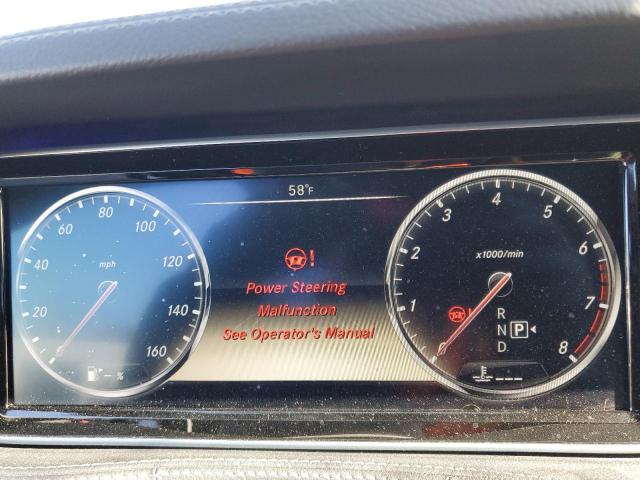 58°F
80
60
100
40
mph
120
20
140
160
%
!
Power Steering
Malfunction
See Operator's Manual
4
3
5
2
x1000/min
6
1
!
7
0
8
R
N P
D
---